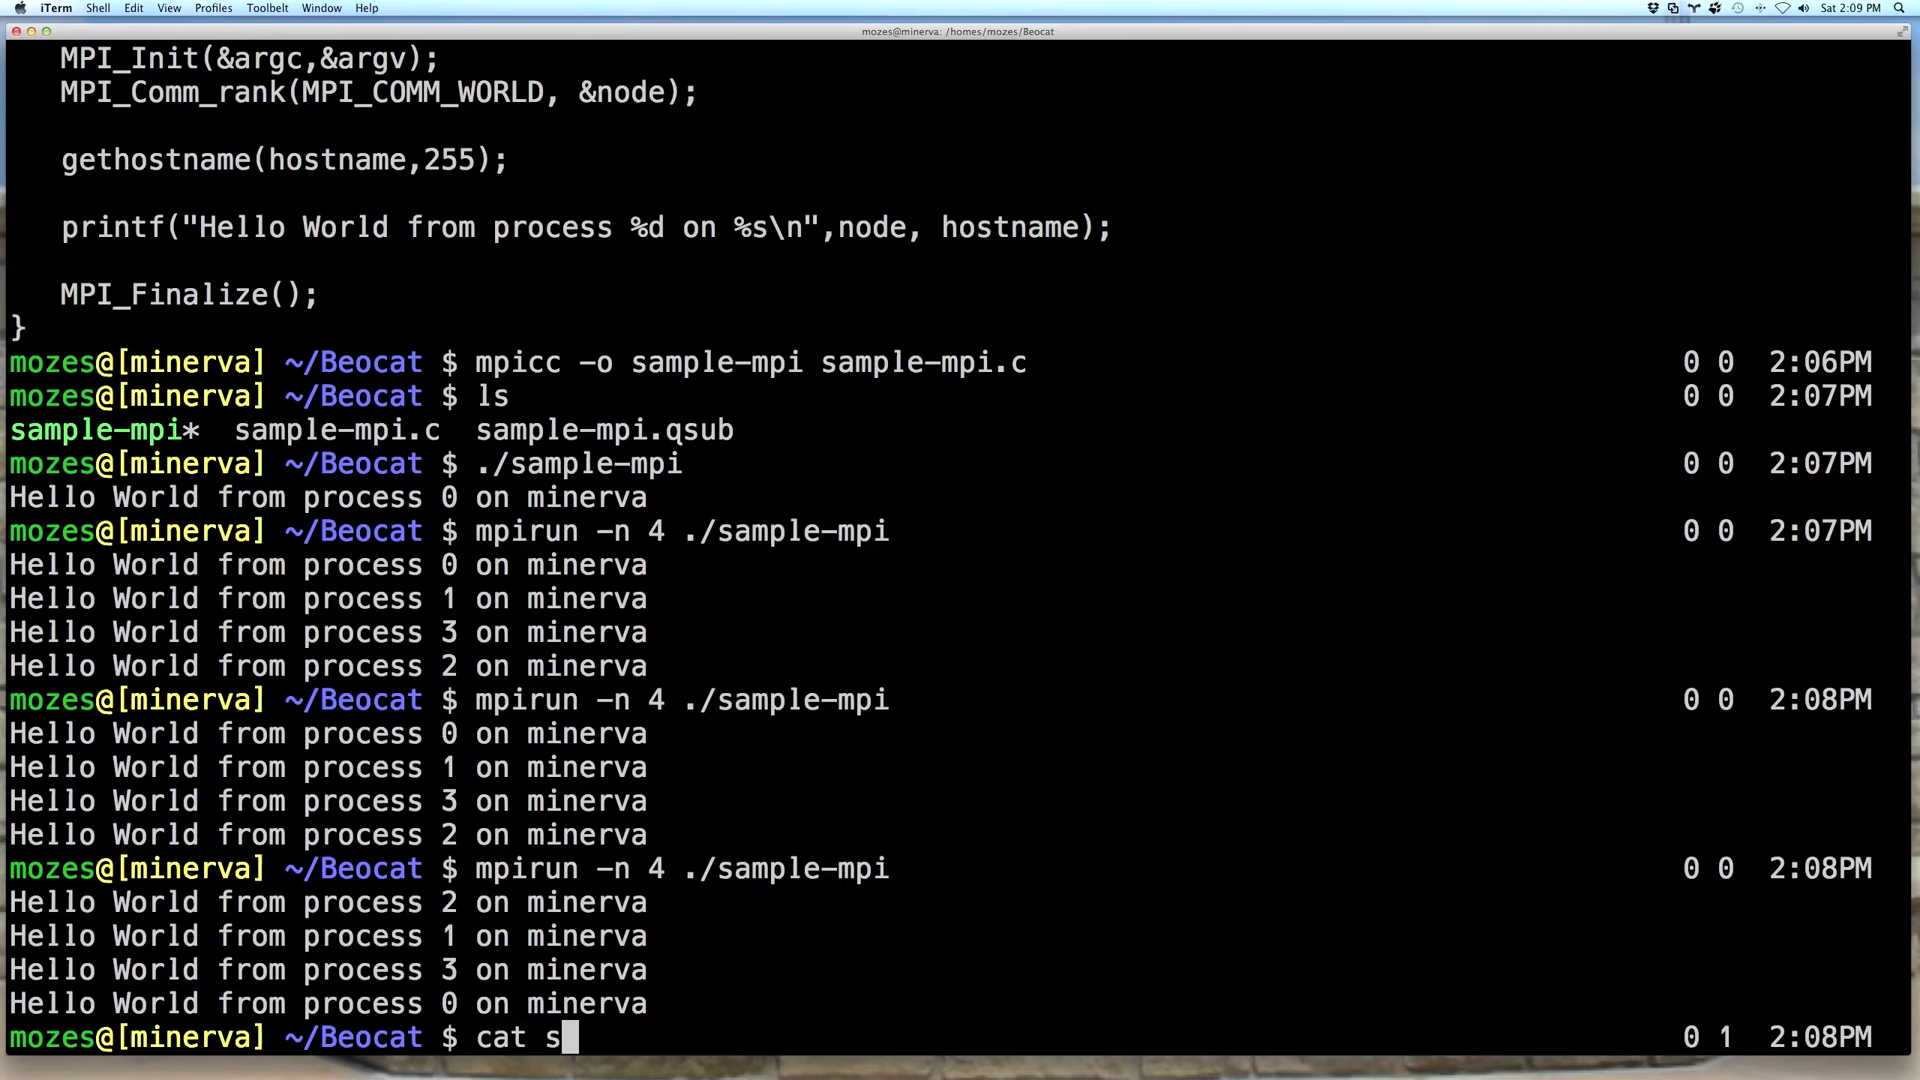 iTerm Shell Edit View Profiles Toolbelt Window Help Sat 2:09 PM
mozes@minerva: /homes/mozes/Beocat
MPI_Init(&argc,&argv);
MPI_Comm_rank(MPI_COMM_WORLD, &node);
gethostname(hostname,255);
printf("Hello World from process %d on %s\n",node, hostname);
MPI_Finalize();
}
mozes@[minerva] ~/Beocat $ mpicc -o sample-mpi sample-mpi.c 0 0 2:06PM
mozes@[minerva] ~/Beocat $ ls 0 0 2:07PM
sample-mpi* sample-mpi.c sample-mpi.qsub
mozes@[minerva] ~/Beocat $ ./sample-mpi 0 0 2:07PM
Hello World from process 0 on minerva
mozes@[minerva] ~/Beocat $ mpirun -n 4 ./sample-mpi 0 0 2:07PM
Hello World from process 0 on minerva
Hello World from process 1 on minerva
Hello World from process 3 on minerva
Hello World from process 2 on minerva
mozes@[minerva] ~/Beocat $ mpirun -n 4 ./sample-mpi 0 0 2:08PM
Hello World from process 0 on minerva
Hello World from process 1 on minerva
Hello World from process 3 on minerva
Hello World from process 2 on minerva
mozes@[minerva] ~/Beocat $ mpirun -n 4 ./sample-mpi 0 0 2:08PM
Hello World from process 2 on minerva
Hello World from process 1 on minerva
Hello World from process 3 on minerva
Hello World from process 0 on minerva
mozes@[minerva] ~/Beocat $ cat s 0 1 2:08PM